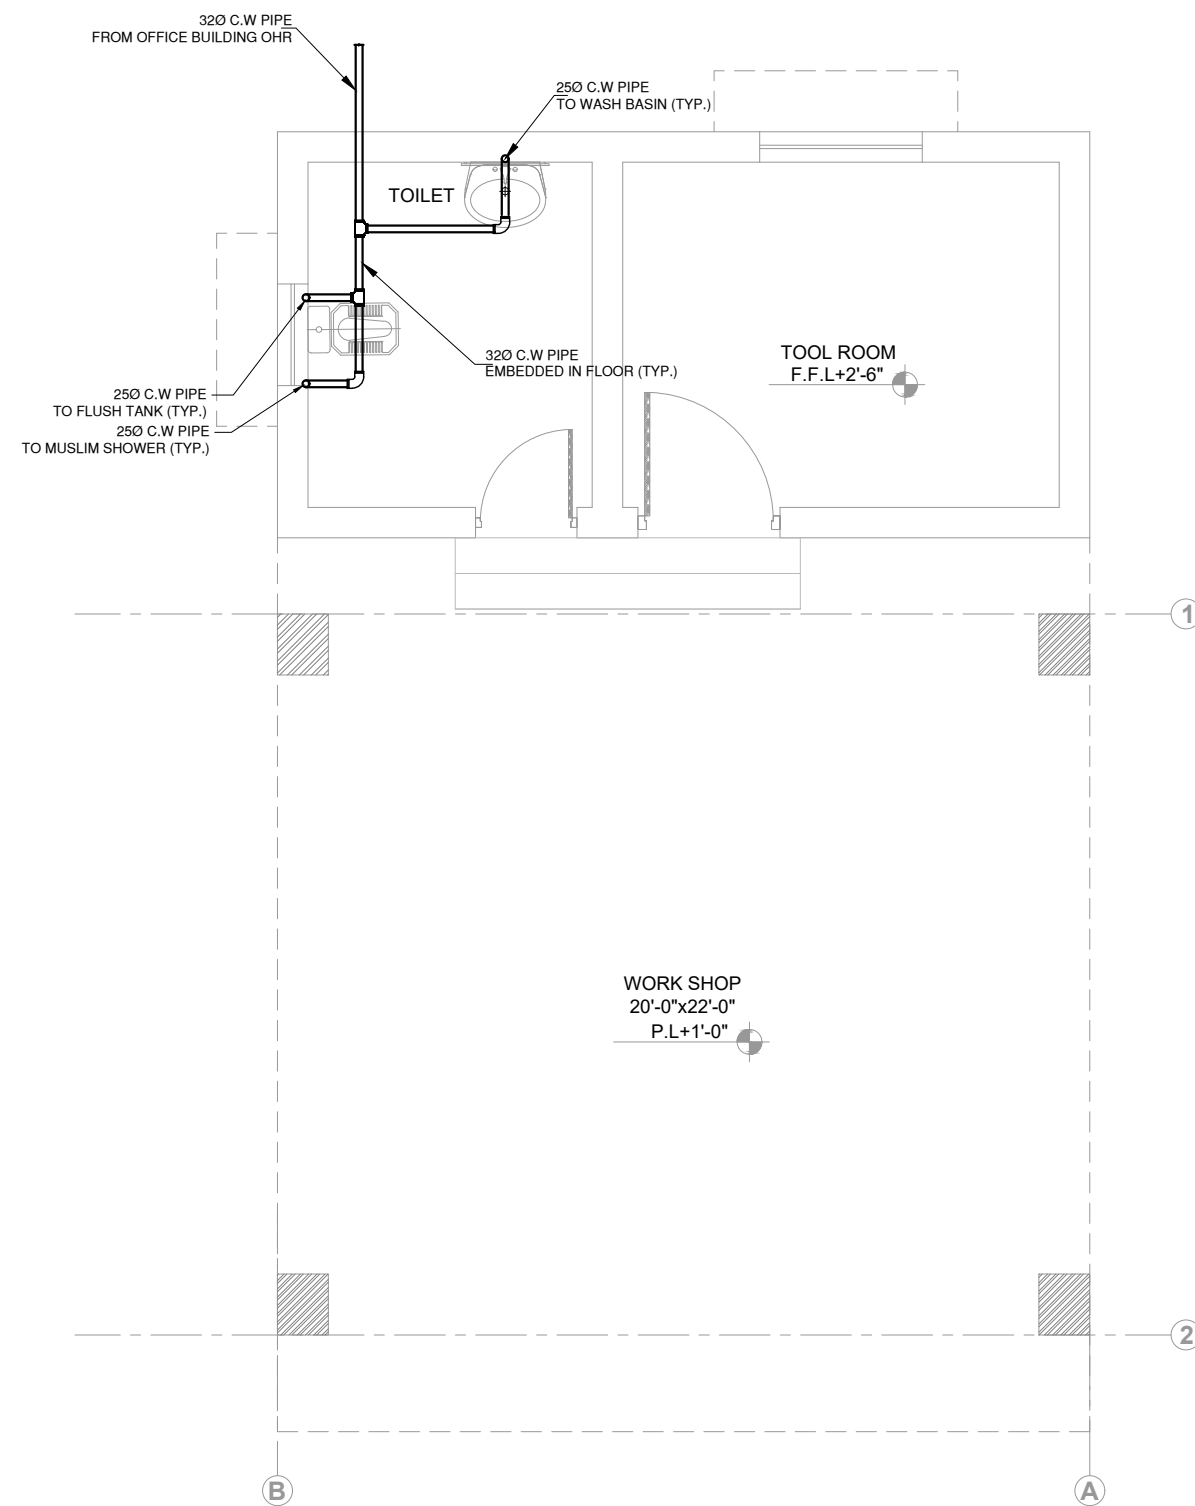 32Ø C.W PIPE
FROM OFFICE BUILDING OHR
25Ø C.W PIPE
TO WASH BASIN (TYP.)
TOILET
32Ø C.W PIPE
EMBEDDED IN FLOOR (TYP.)
TOOL ROOM
F.F.L+2'-6"
25Ø C.W PIPE
TO FLUSH TANK (TYP.)
25Ø C.W PIPE
TO MUSLIM SHOWER (TYP.)
1
WORK SHOP
20'-0"x22'-0"
P.L+1'-0"
2
B
A